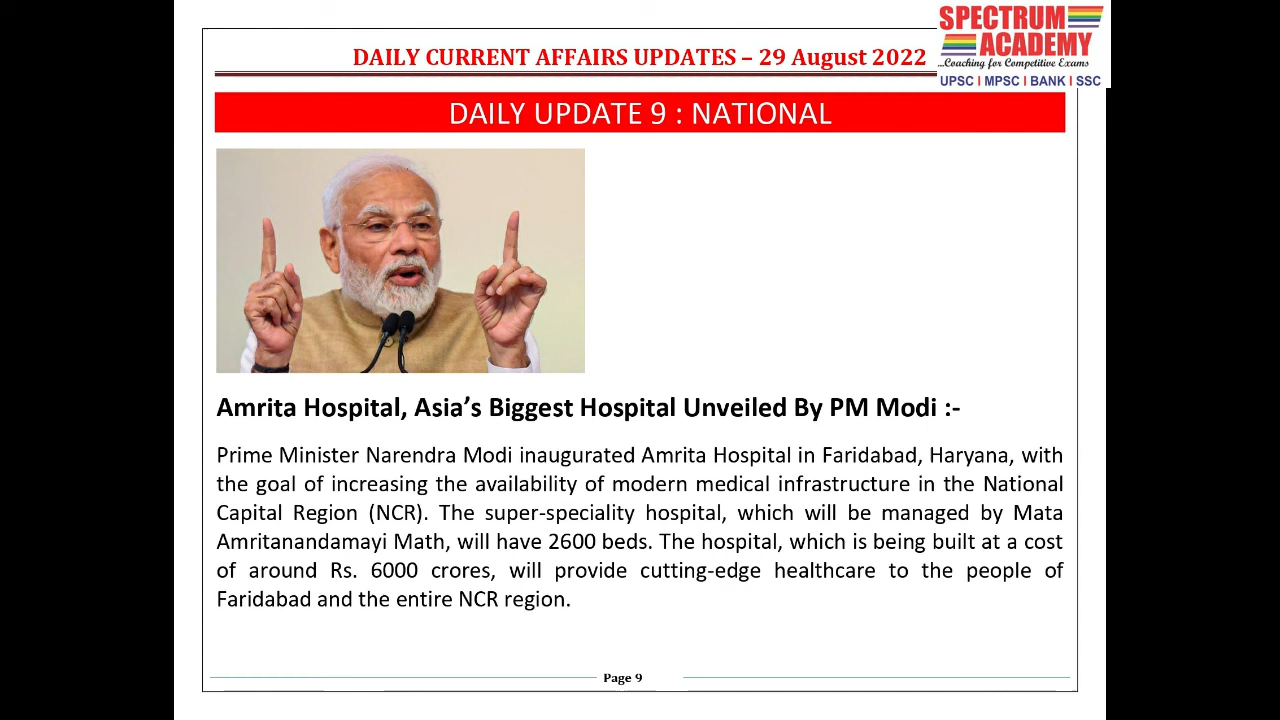 SPECTRUM
ACADEMY
...Coaching for Competitive Exams
UPSC I MPSC I BANK I SSC
DAILY CURRENT AFFAIRS UPDATES – 29 August 2022
DAILY UPDATE 9 : NATIONAL
Amrita Hospital, Asia’s Biggest Hospital Unveiled By PM Modi :-
Prime Minister Narendra Modi inaugurated Amrita Hospital in Faridabad, Haryana, with
the goal of increasing the availability of modern medical infrastructure in the National
Capital Region (NCR). The super-speciality hospital, which will be managed by Mata
Amritanandamayi Math, will have 2600 beds. The hospital, which is being built at a cost
of around Rs. 6000 crores, will provide cutting-edge healthcare to the people of
Faridabad and the entire NCR region.
Page 9